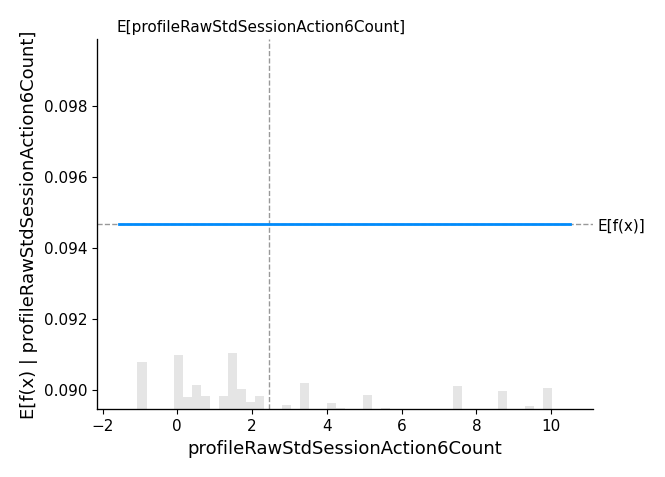 E[profileRawStdSessionAction6Count]
E[f(x) | profileRawStdSessionAction6Count]
0.098
0.096
0.094
0.092
0.090
E[f(x)]
−2 0 2 4 6 8 10
profileRawStdSessionAction6Count